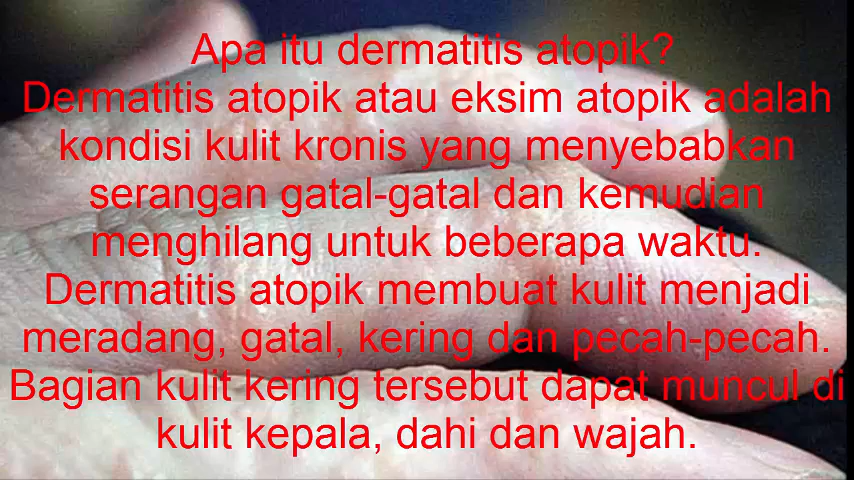 Apa itu dermatitis atopik?
Dermatitis atopik atau eksim atopik adalah
kondisi kulit kronis yang menyebabkan
serangan gatal-gatal dan kemudian
menghilang untuk beberapa waktu.
Dermatitis atopik membuat kulit menjadi
meradang, gatal, kering dan pecah-pecah.
Bagian kulit kering tersebut dapat muncul di
kulit kepala, dahi dan wajah.